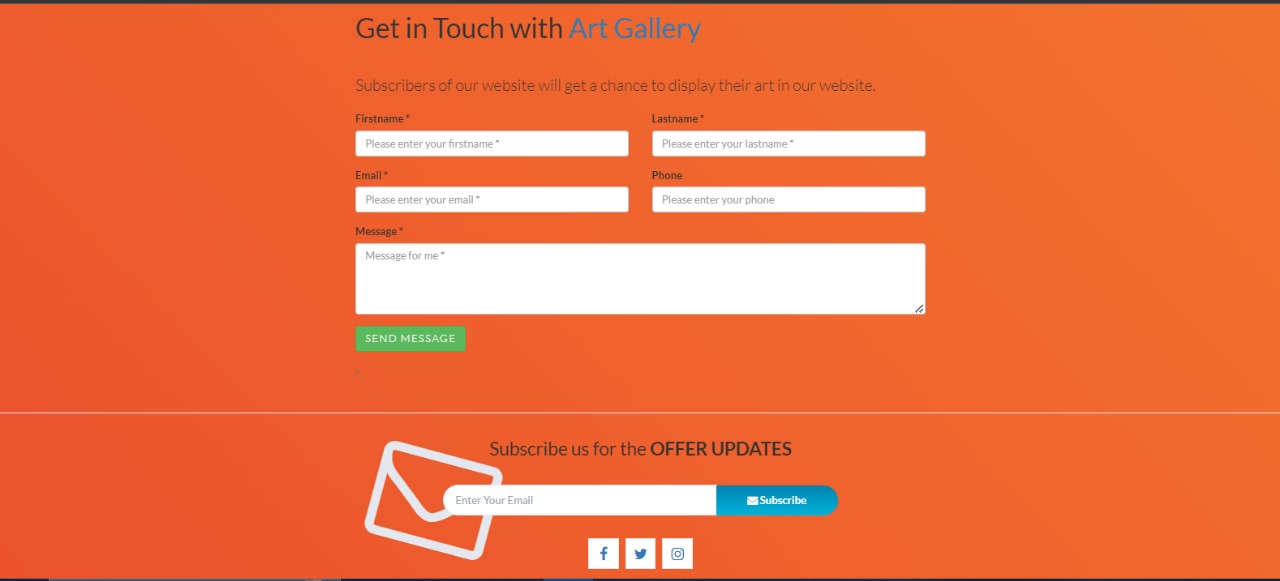 Get in Touch with Art Gallery
Subscribers of our website will get a chance to display their art in our website.
Firstname * Lastname *
Please enter your firstname * Please enter your lastname *
Email * Phone
Please enter your email * Please enter your phone
Message *
Message for me *
SEND MESSAGE
*.
Subscribe us for the OFFER UPDATES
Enter Your Email Subscribe